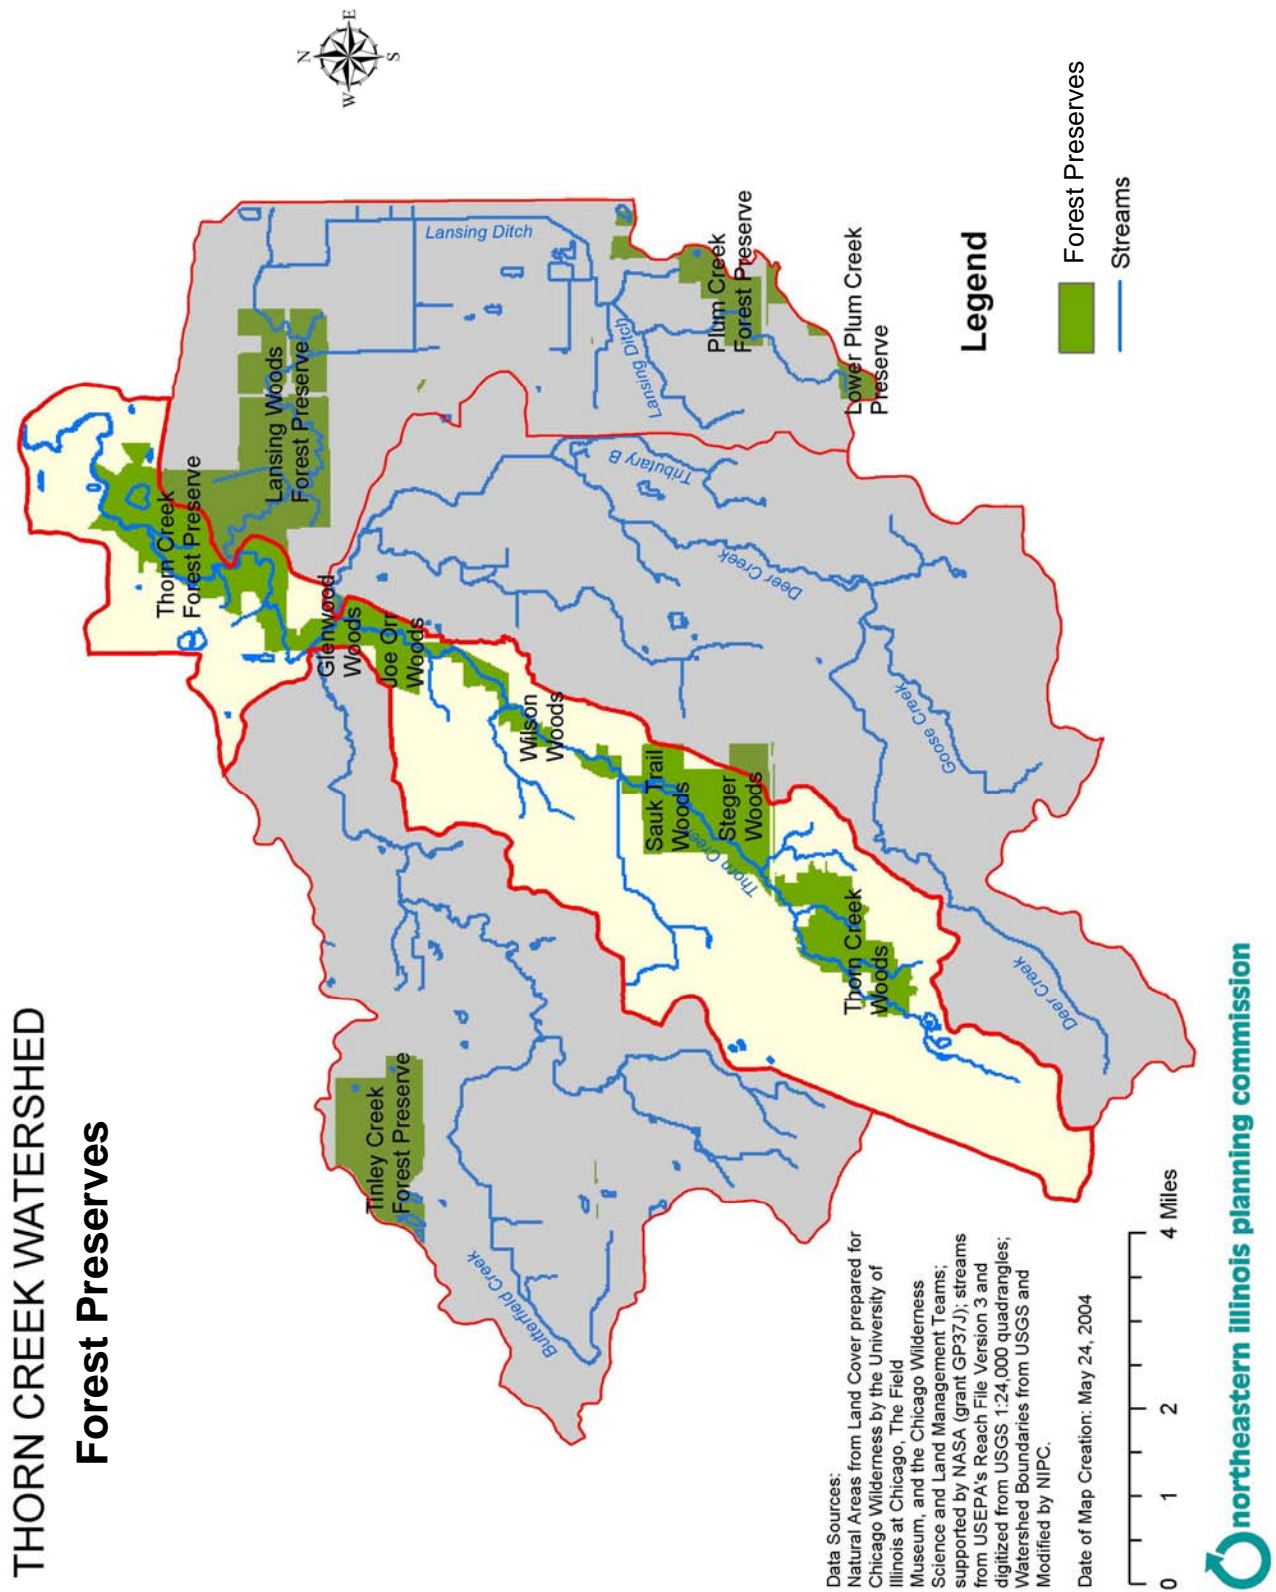 THORN CREEK WATERSHED
Forest Preserves
N
E
S
W
Thorn Creek
Forest Preserve
Lansing Woods
Forest Preserve
Lansing Ditch
Glenwood
Woods
Joe Orr
Woods
Tinley Creek
Forest Preserve
Butterfield Creek
Wilson
Woods
Sauk Trail
Woods
Steger
Woods
Thorn Creek
Thorn Creek
Woods
Tributary B
Deer Creek
Goose Creek
Deer Creek
Lansing Ditch
Plum Creek
Forest Preserve
Lower Plum Creek
Preserve
Legend
Forest Preserves
Streams
Data Sources:
Natural Areas from Land Cover prepared for
Chicago Wilderness by the University of
Illinois at Chicago, The Field
Museum, and the Chicago Wilderness
Science and Land Management Teams;
supported by NASA (grant GP37J); streams
from USEPA's Reach File Version 3 and
digitized from USGS 1:24,000 quadrangles;
Watershed Boundaries from USGS and
Modified by NIPC.
Date of Map Creation: May 24, 2004
0 1 2 4 Miles
northeastern illinois planning commission